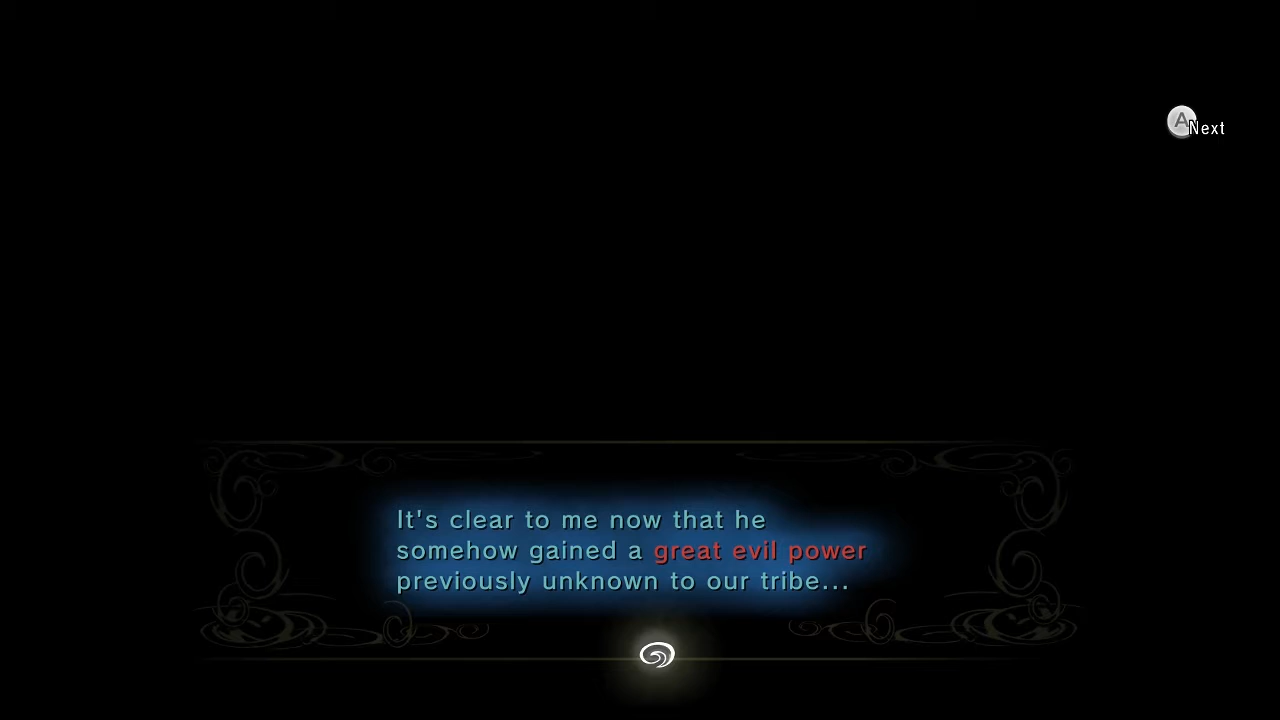 A Next
It's clear to me now that he
somehow gained a great evil power
previously unknown to our tribe...